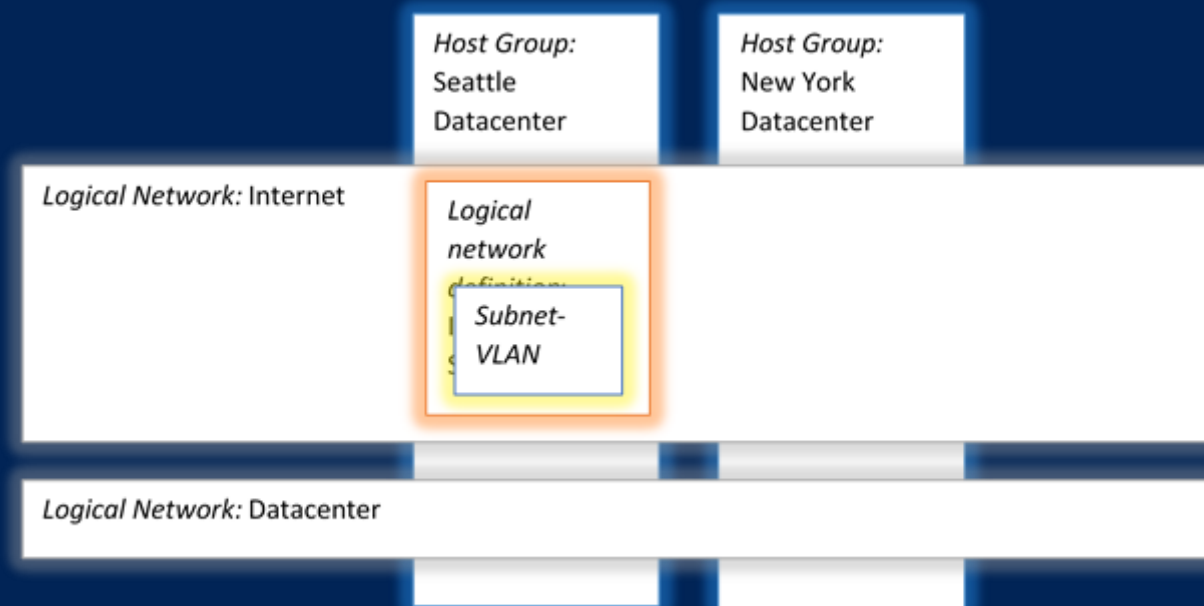 Host Group:
Seattle
Datacenter
Host Group:
New York
Datacenter
Logical Network: Internet
Logical
network
definition:
Subnet-
VLAN
Logical Network: Datacenter